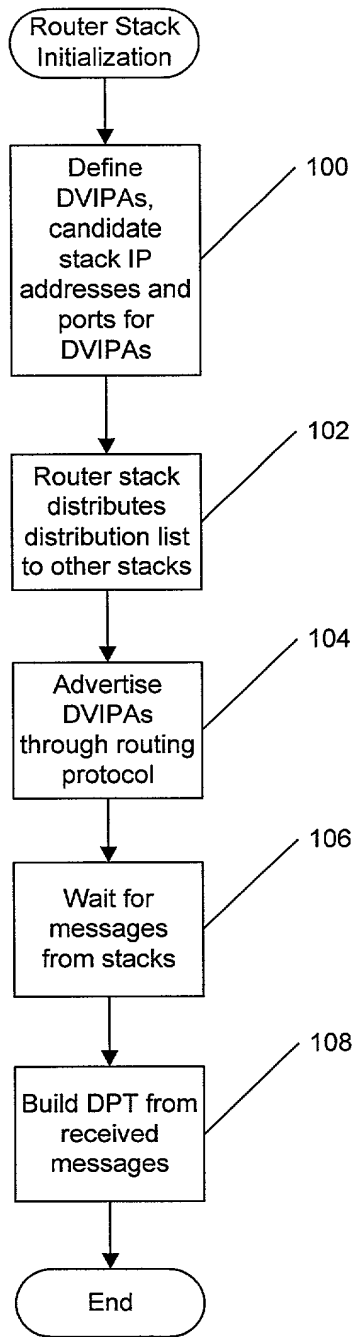 Router Stack
Initialization
Define
DVIPAs,
candidate
stack IP
addresses and
ports for
DVIPAs
100
Router stack
distributes
distribution list
to other stacks
102
Advertise
DVIPAs
through routing
protocol
104
Wait for
messages
from stacks
106
Build DPT from
received
messages
108
End